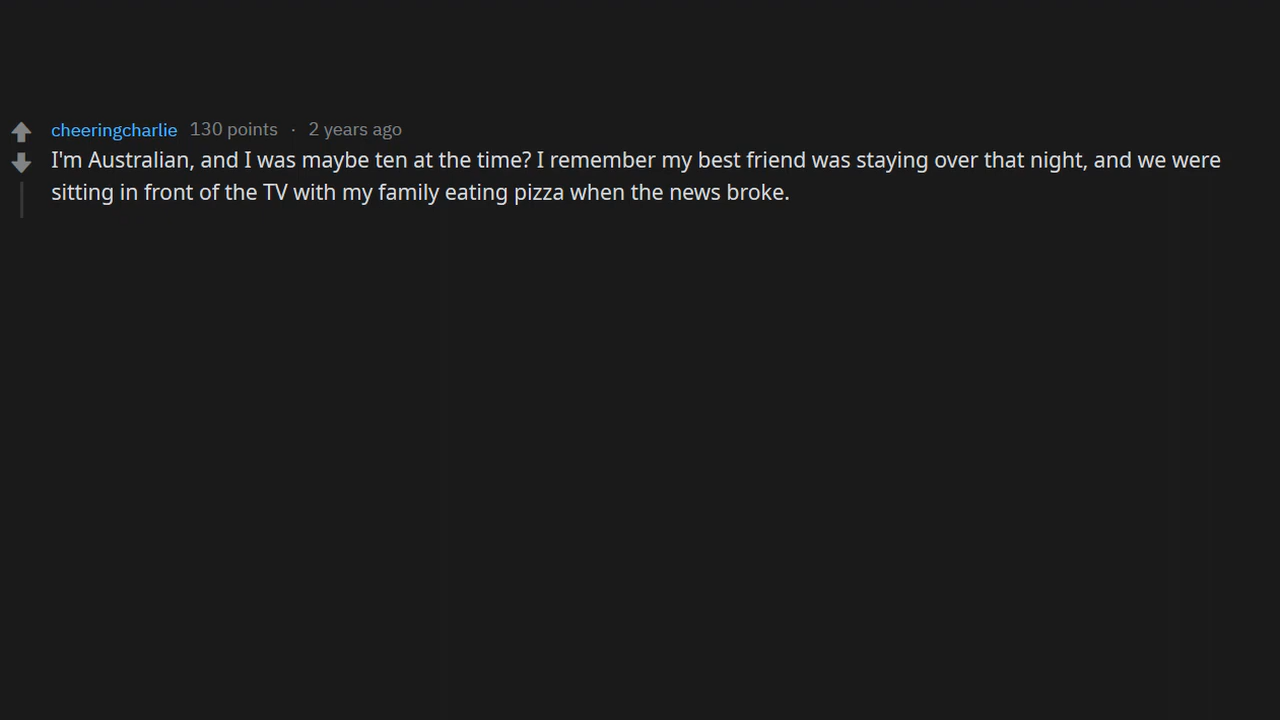 cheeringcharlie 130 points · 2 years ago
I'm Australian, and I was maybe ten at the time? I remember my best friend was staying over that night, and we were
sitting in front of the TV with my family eating pizza when the news broke.